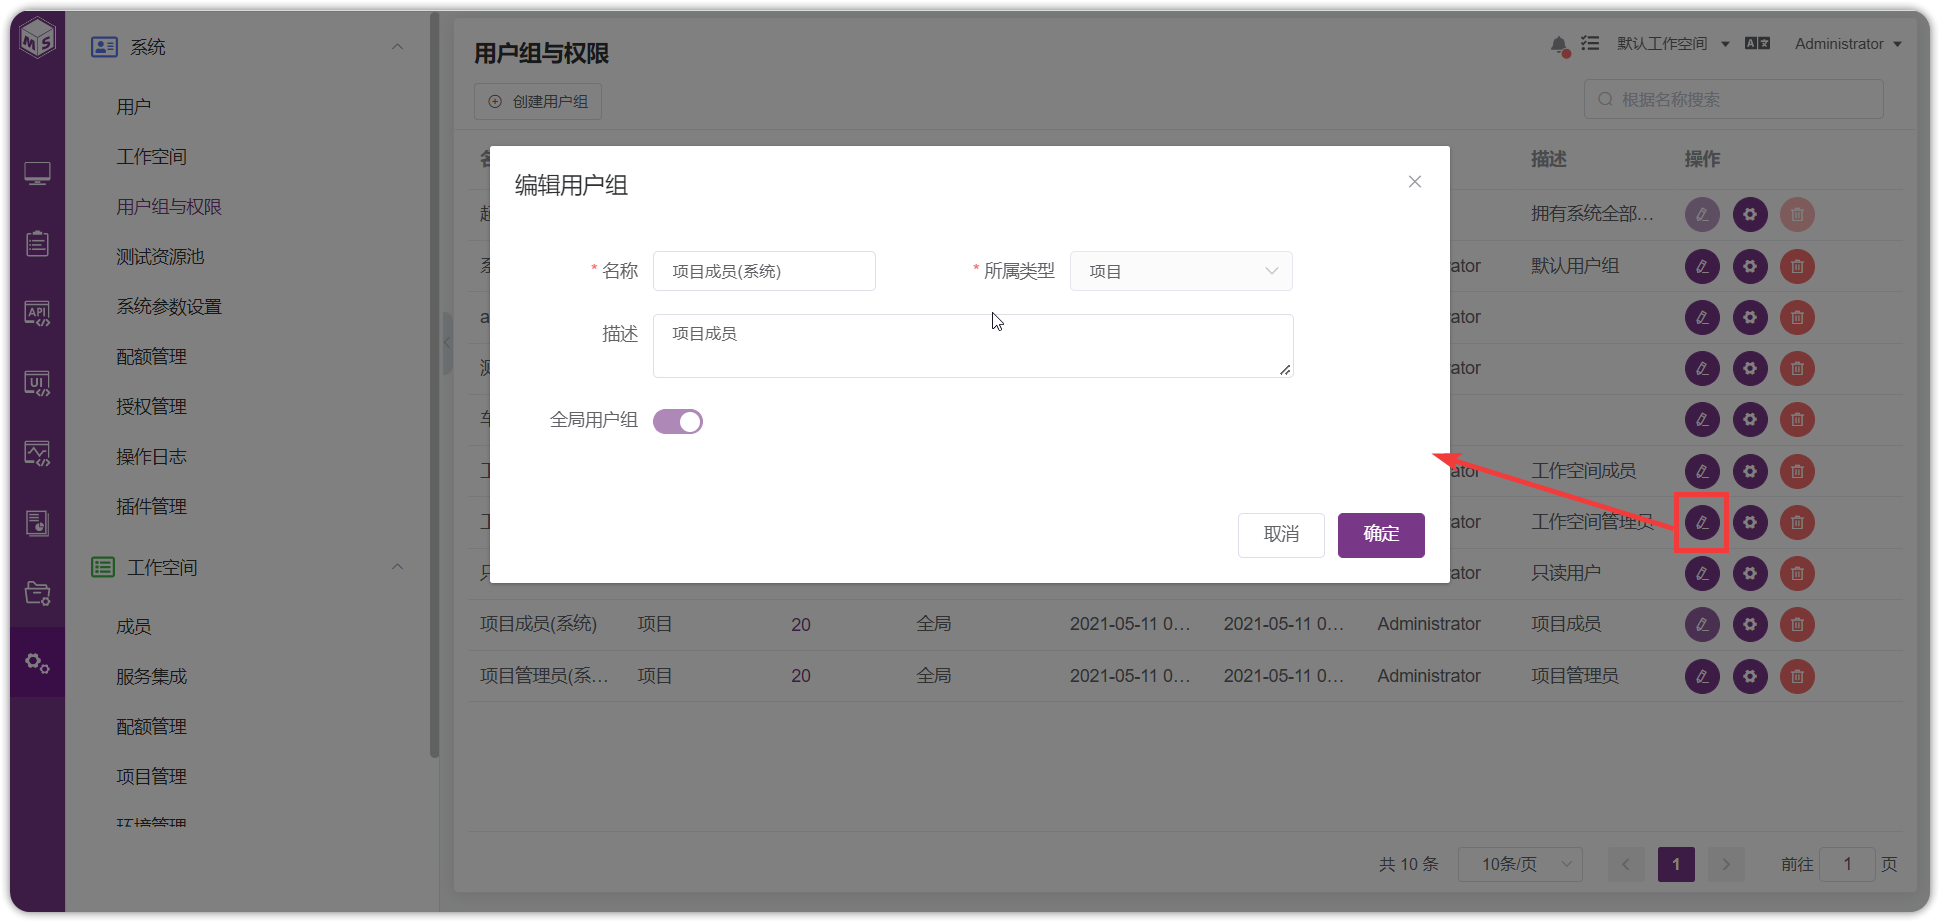 MS
系统
用户
工作空间
用户组与权限
测试资源池
系统参数设置
配额管理
授权管理
操作日志
插件管理
工作空间
成员
服务集成
配额管理
项目管理
环境管理
API
UI
用户组与权限
默认工作空间
Administrator
创建用户组
根据名称搜索
描述 操作
拥有系统全部...
ator 默认用户组
a ator
ator
ator 工作空间成员
ator 工作空间管理员
ator 只读用户
编辑用户组
* 名称 项目成员(系统) * 所属类型 项目
描述 项目成员
全局用户组
取消 确定
项目成员(系统) 项目 20 全局 2021-05-11 0... 2021-05-11 0... Administrator 项目成员
项目管理员(系... 项目 20 全局 2021-05-11 0... 2021-05-11 0... Administrator 项目管理员
共 10 条 10条/页 1 前往 1 页